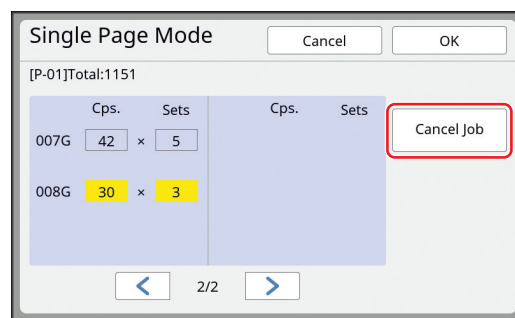 Single Page Mode Cancel OK
[P-01]Total:1151
Cps. Sets Cps. Sets
Cancel Job
007G 42 × 5
008G 30 × 3
2/2